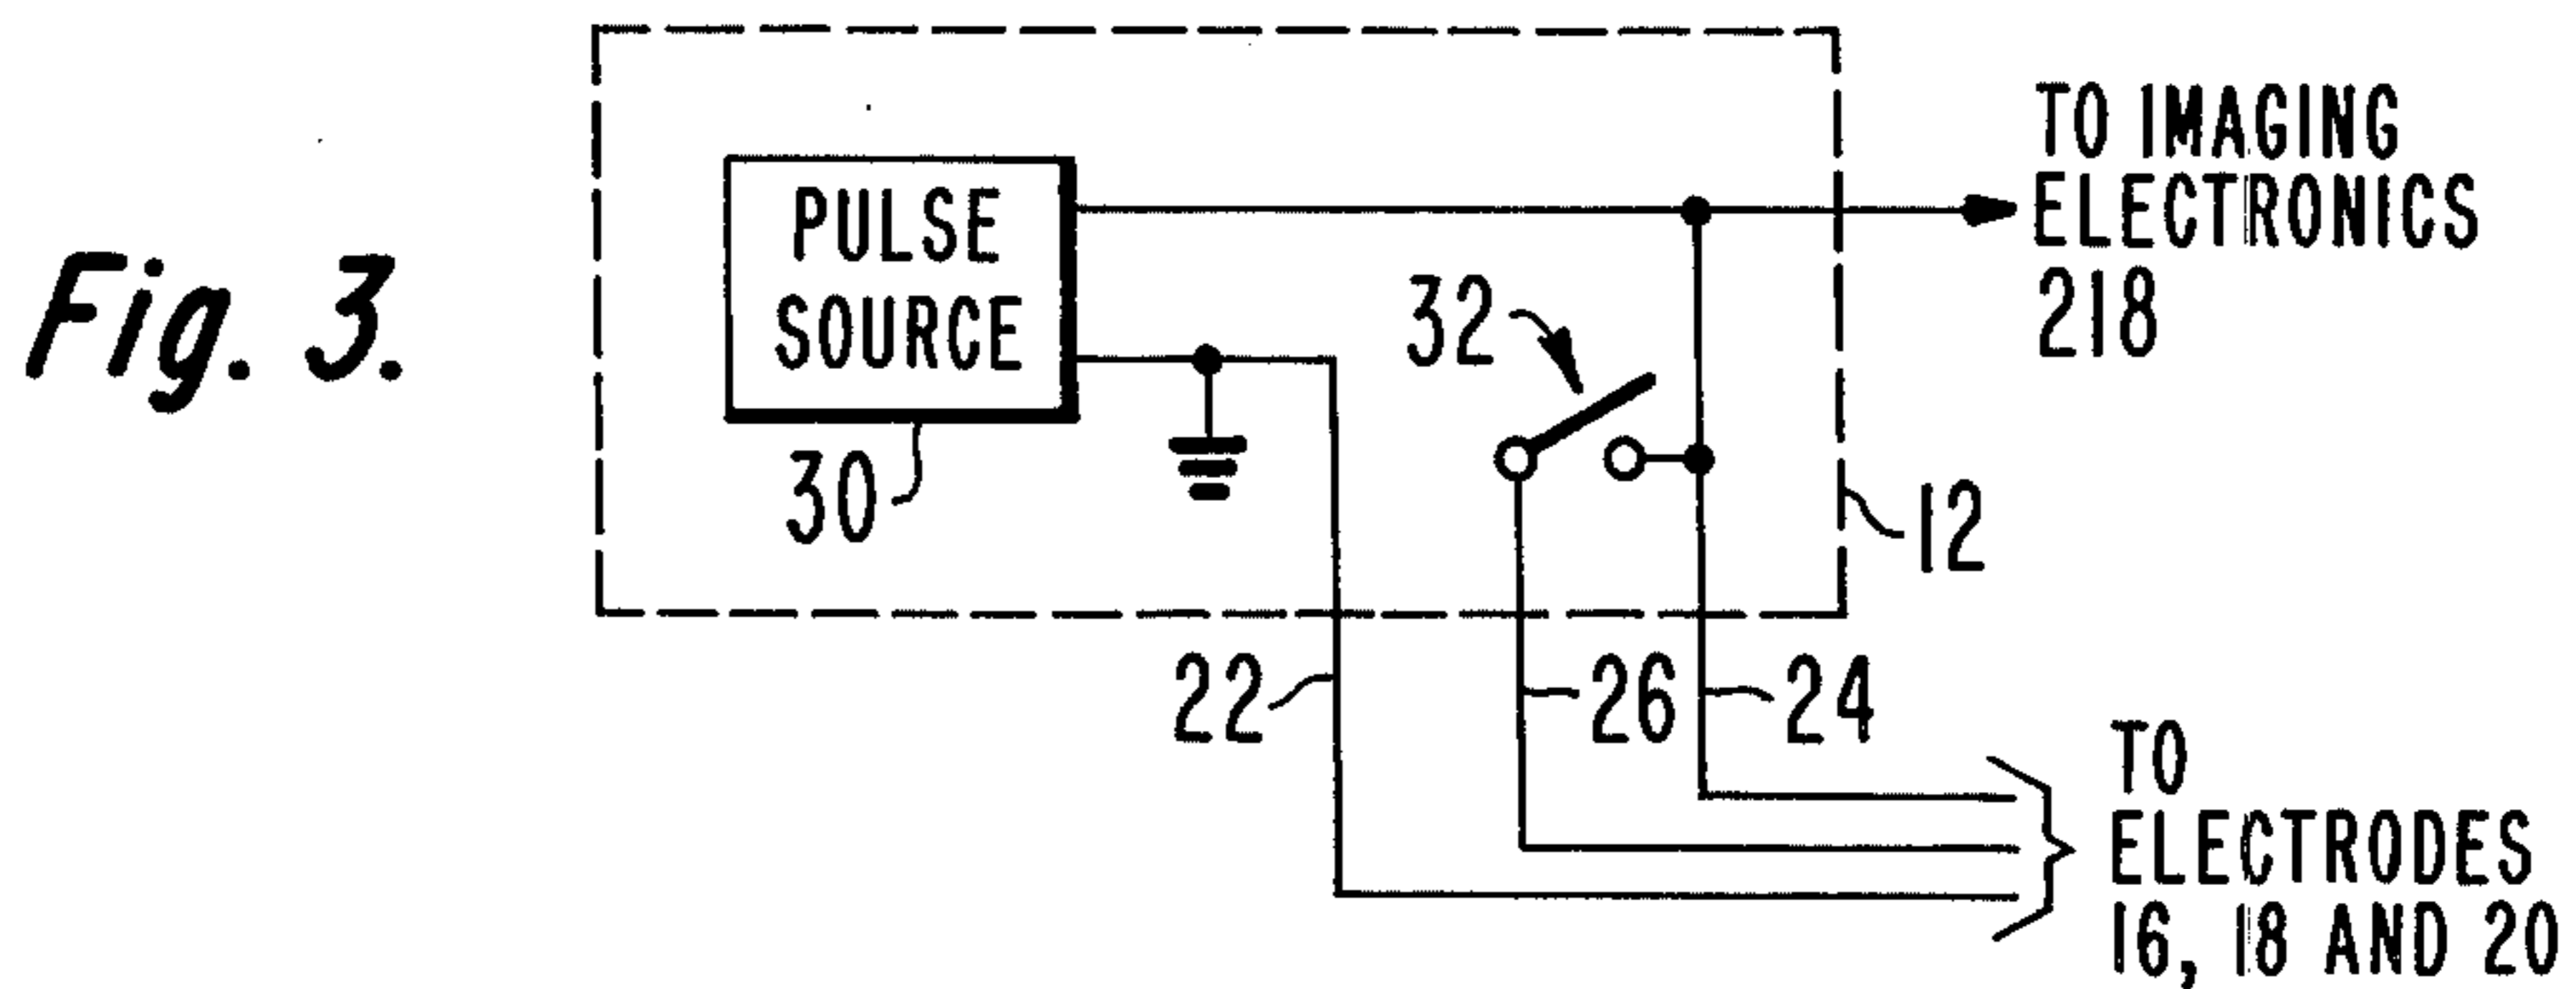 Fig. 3.
PULSE
SOURCE
30
32
TO IMAGING
ELECTRONICS
218
12
22
26
24
TO
ELECTRODES
16, 18 AND 20